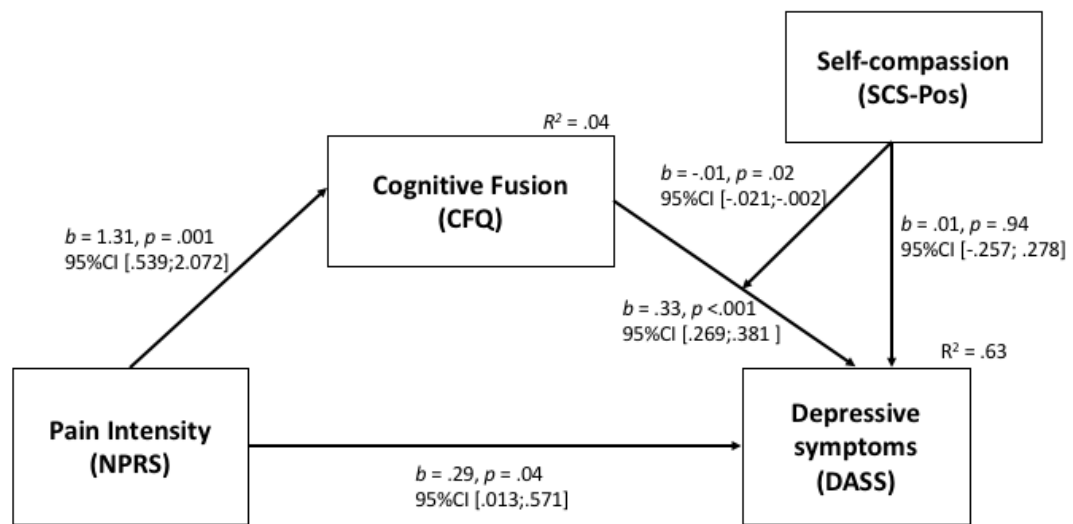 Self-compassion
(SCS-Pos)
R² = .04
Cognitive Fusion
(CFQ)
b = -.01, p = .02
95%CI [-.021;-.002]
b = .01, p = .94
95%CI [-.257; .278]
b = 1.31, p = .001
95%CI [.539;2.072]
b = .33, p <.001
95%CI [.269;.381 ]
R² = .63
Pain Intensity
(NPRS)
Depressive
symptoms
(DASS)
b = .29, p = .04
95%CI [.013;.571]